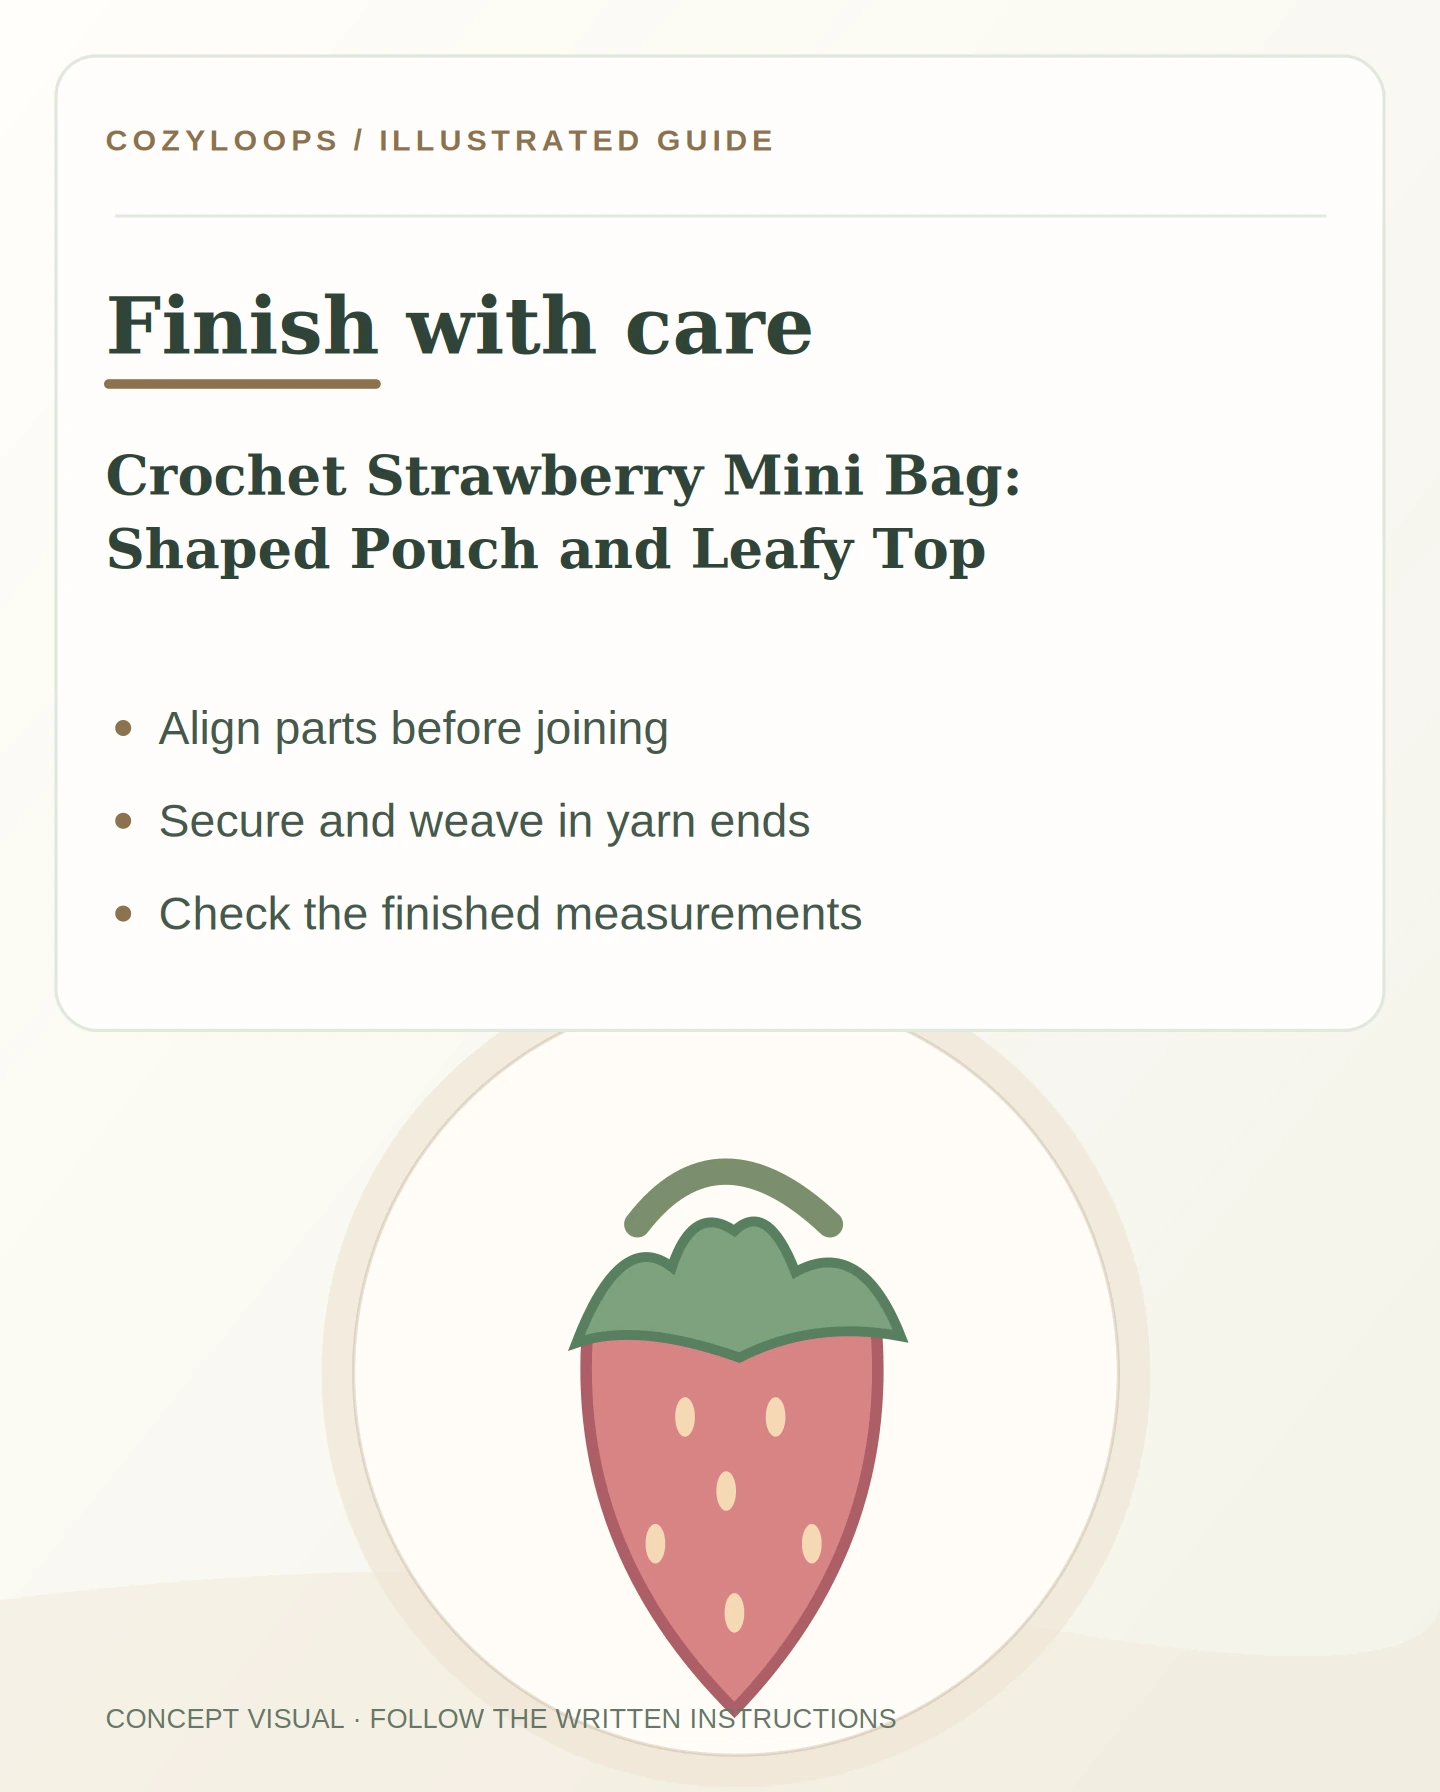 COZYLOOPS / ILLUSTRATED GUIDE
Finish with care
Crochet Strawberry Mini Bag:
Shaped Pouch and Leafy Top
• Align parts before joining
• Secure and weave in yarn ends
• Check the finished measurements
CONCEPT VISUAL · FOLLOW THE WRITTEN INSTRUCTIONS